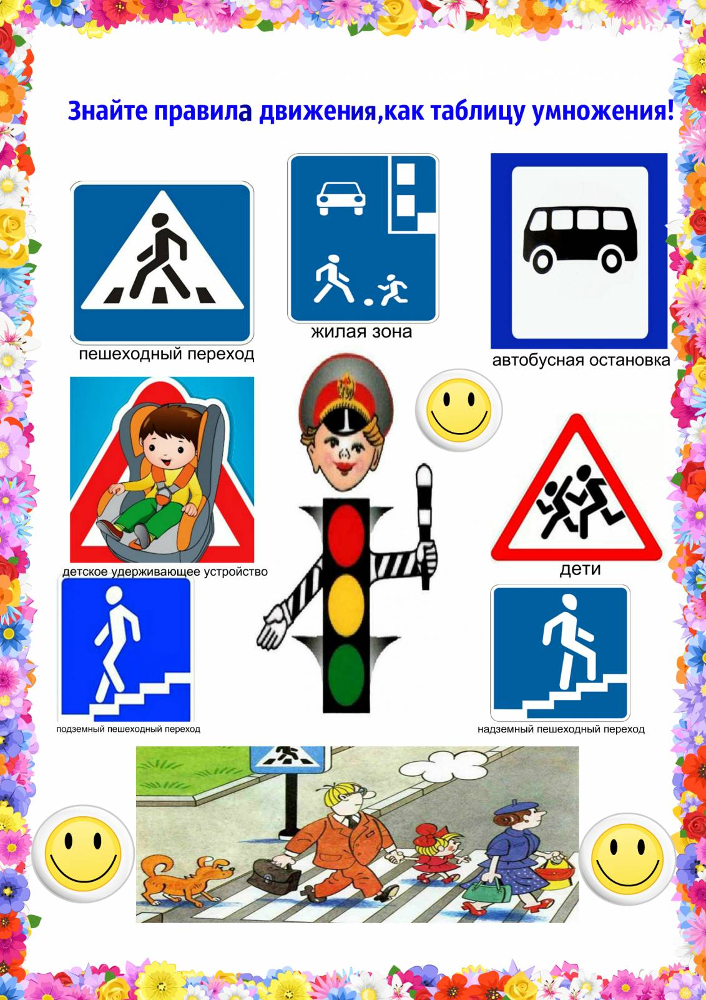 Знайте правила движения,как таблицу умножения!
пешеходный переход
жилая зона
автобусная остановка
детское удерживающее устройство
дети
подземный пешеходный переход
надземный пешеходный переход